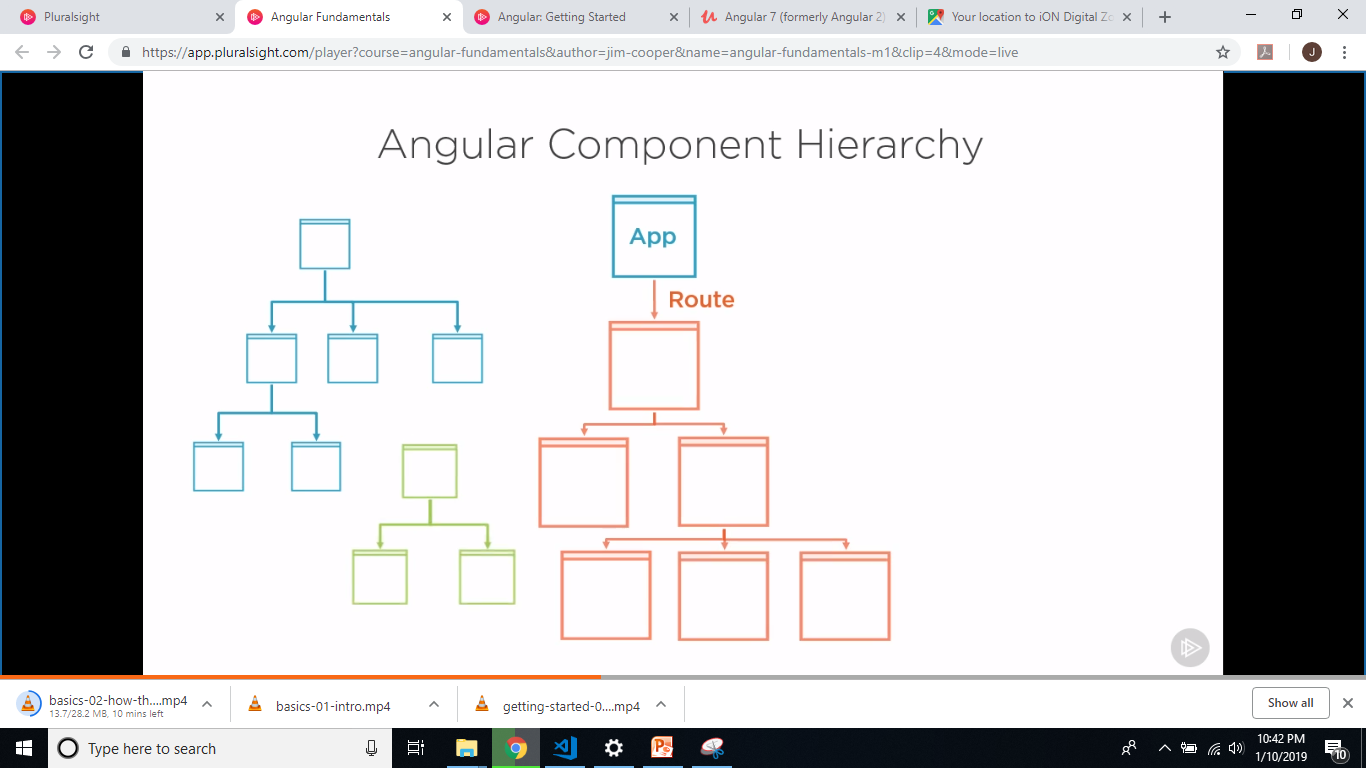 Pluralsight
Angular Fundamentals
Angular: Getting Started
Angular 7 (formerly Angular 2)
Your location to iON Digital Zo
https://app.pluralsight.com/player?course=angular-fundamentals&author=jim-cooper&name=angular-fundamentals-m1&clip=4&mode=live
J
Angular Component Hierarchy
App
Route
basics-02-how-th....mp4
13.7/28.2 MB, 10 mins left
basics-01-intro.mp4
getting-started-0....mp4
Show all
Type here to search
10:42 PM
1/10/2019
10